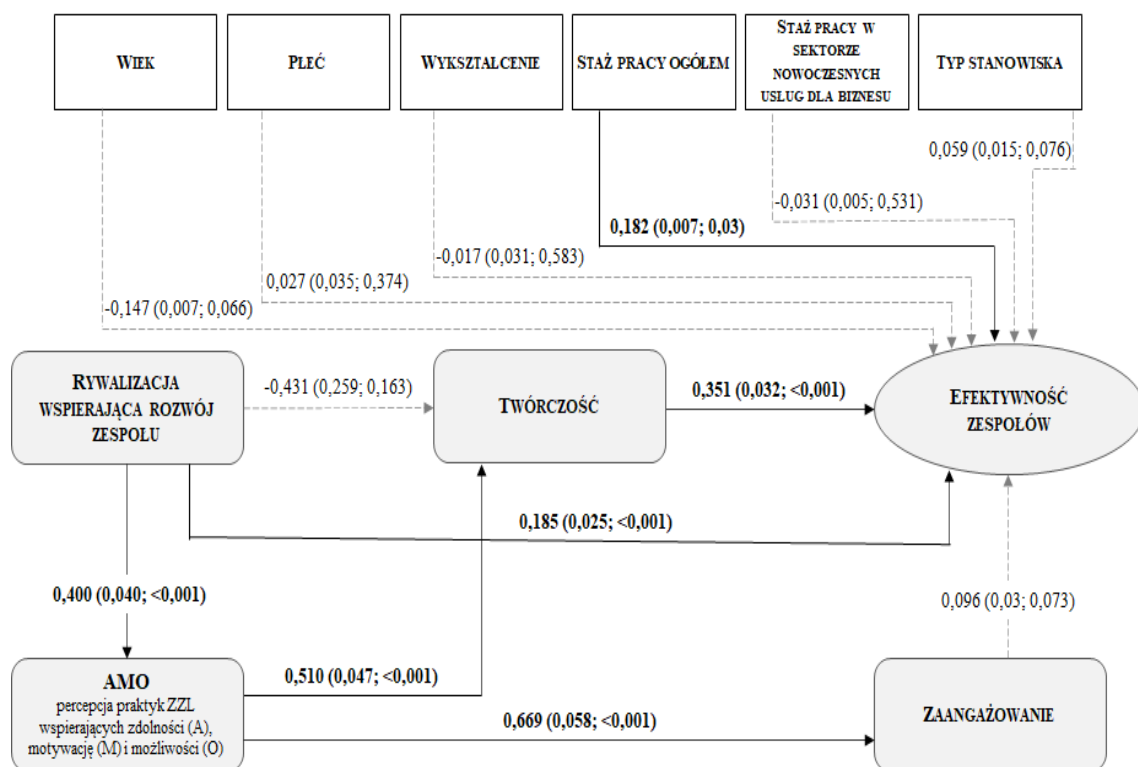 WIEK
PŁEĆ
WYKSZTALCENIE
STAŻ PRACY OGÓŁEM
STAŻ PRACY W
SEKTORZE
NOWOCZESNYCH
USLUG DLA BIZNESU
TYP STANOWISKA
0,059 (0,015; 0,076)
-0,031 (0,005; 0,531)
0,182 (0,007; 0,03)
-0,017 (0,031; 0,583)
0,027 (0,035; 0,374)
-0,147 (0,007; 0,066)
RYWALIZACJA
WSPIERAJĄCA ROZWÓJ
ZESPOLU
-0,431 (0,259; 0,163)
TWÓRCZOŚĆ
0,351 (0,032; <0,001)
EFEKTYWNOŚĆ
ZESPOLÓW
0,185 (0,025; <0,001)
0,400 (0,040; <0,001)
0,096 (0,03; 0,073)
AMO
percepcja praktyk ZZL
wspierających zdolności (A),
motywację (M) i możliwości (O)
0,510 (0,047; <0,001)
0,669 (0,058; <0,001)
ZAANGAŻOWANIE